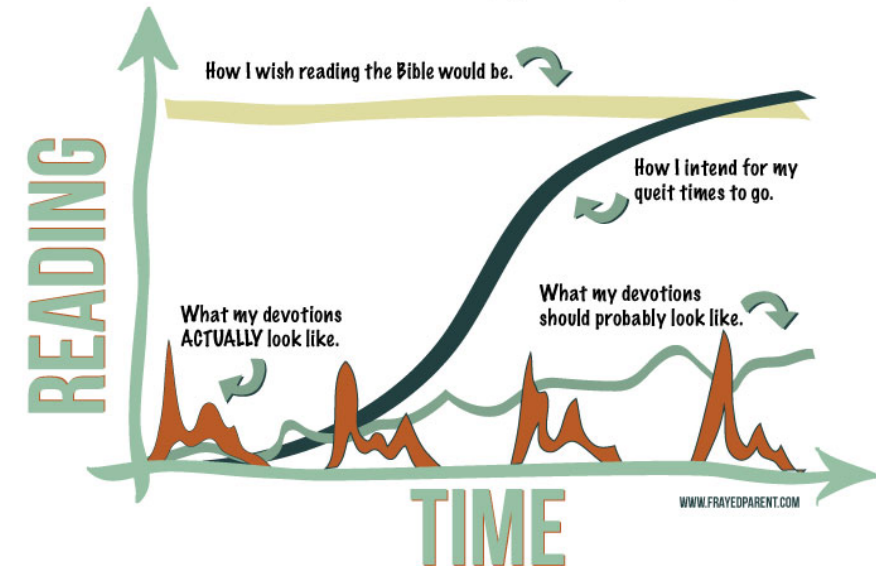 How I wish reading the Bible would be.
How I intend for my
queit times to go.
What my devotions
should probably look like.
What my devotions
ACTUALLY look like.
READING
TIME
WWW.FRAYEDPARENT.COM